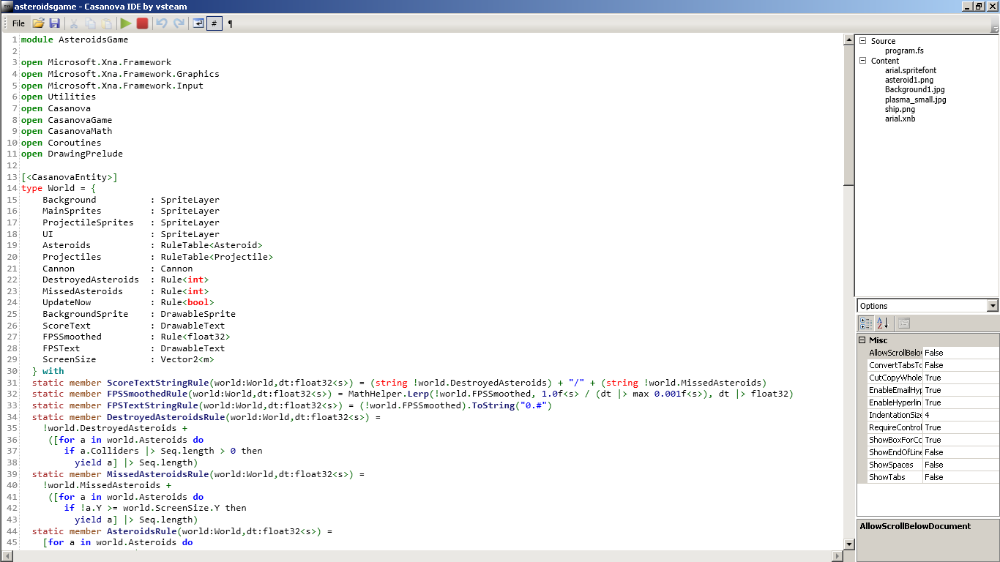 asteroidsgame - Casanova IDE by vsteam
File # ¶
1 module AsteroidsGame
2
3 open Microsoft.Xna.Framework
4 open Microsoft.Xna.Framework.Graphics
5 open Microsoft.Xna.Framework.Input
6 open Utilities
7 open Casanova
8 open CasanovaGame
9 open CasanovaMath
10 open Coroutines
11 open DrawingPrelude
12
13 [<CasanovaEntity>]
14 type World = {
15 Background : SpriteLayer
16 MainSprites : SpriteLayer
17 ProjectileSprites : SpriteLayer
18 UI : SpriteLayer
19 Asteroids : RuleTable<Asteroid>
20 Projectiles : RuleTable<Projectile>
21 Cannon : Cannon
22 DestroyedAsteroids : Rule<int>
23 MissedAsteroids : Rule<int>
24 UpdateNow : Rule<bool>
25 BackgroundSprite : DrawableSprite
26 ScoreText : DrawableText
27 FPSSmoothed : Rule<float32>
28 FPSText : DrawableText
29 ScreenSize : Vector2<m>
30 } with
31 static member ScoreTextStringRule(world:World,dt:float32<s>) = (string !world.DestroyedAsteroids) + "/" + (string !world.MissedAsteroids)
32 static member FPSSmoothedRule(world:World,dt:float32<s>) = MathHelper.Lerp(!world.FPSSmoothed, 1.0f<s> / (dt |> max 0.001f<s>), dt |> float32)
33 static member FPSTextStringRule(world:World,dt:float32<s>) = (!world.FPSSmoothed).ToString("0.#")
34 static member DestroyedAsteroidsRule(world:World,dt:float32<s>) =
35 !world.DestroyedAsteroids +
36 ([for a in world.Asteroids do
37 if a.Colliders |> Seq.length > 0 then
38 yield a] |> Seq.length)
39 static member MissedAsteroidsRule(world:World,dt:float32<s>) =
40 !world.MissedAsteroids +
41 ([for a in world.Asteroids do
42 if !a.Y >= world.ScreenSize.Y then
43 yield a] |> Seq.length)
44 static member AsteroidsRule(world:World,dt:float32<s>) =
45 [for a in world.Asteroids do
Source
program.fs
Content
arial.spritefont
asteroid1.png
Background1.jpg
plasma_small.jpg
ship.png
arial.xnb
Options
Misc
AllowScrollBelov False
ConvertTabsTo False
CutCopyWhole True
EnableEmailHyp True
EnableHyperlin True
IndentationSize 4
RequireControl True
ShowBoxForCo True
ShowEndOfLine False
ShowSpaces False
ShowTabs False
AllowScrollBelowDocument